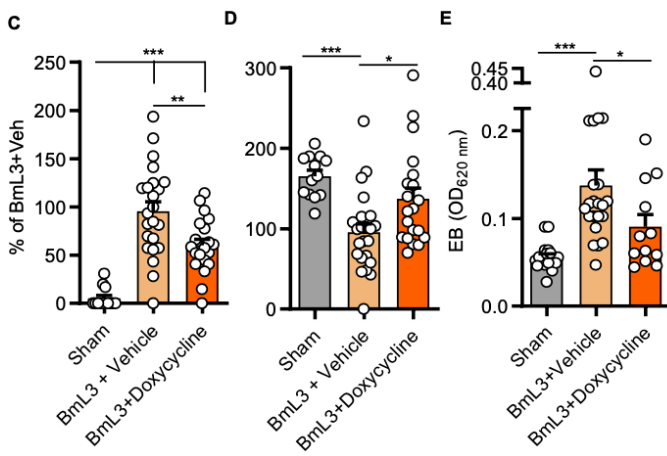 C
***
**
% of BmL3+Veh
250
200
150
100
50
0
Sham
BmL3 + Vehicle
BmL3+Doxycycline
D
***
*
300
200
100
0
Sham
BmL3 + Vehicle
BmL3+Doxycycline
E
***
*
EB (OD620 nm)
0.45
0.40
0.2
0.1
0.0
Sham
BmL3+Vehicle
BmL3+Doxycycline